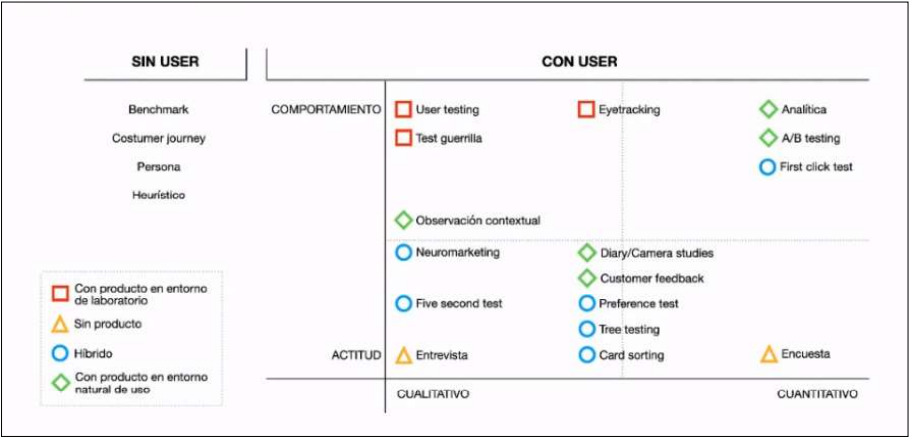 SIN USER
CON USER
Benchmark
Costumer journey
Persona
Heurístico
COMPORTAMIENTO
User testing
Eyetracking
Analítica
Test guerrilla
A/B testing
First click test
Observación contextual
Neuromarketing
Diary/Camera studies
Customer feedback
Five second test
Preference test
Tree testing
ACTITUD
Entrevista
Card sorting
Encuesta
CUALITATIVO
CUANTITATIVO
Con producto en entorno
de laboratorio
Sin producto
Híbrido
Con producto en entorno
natural de uso